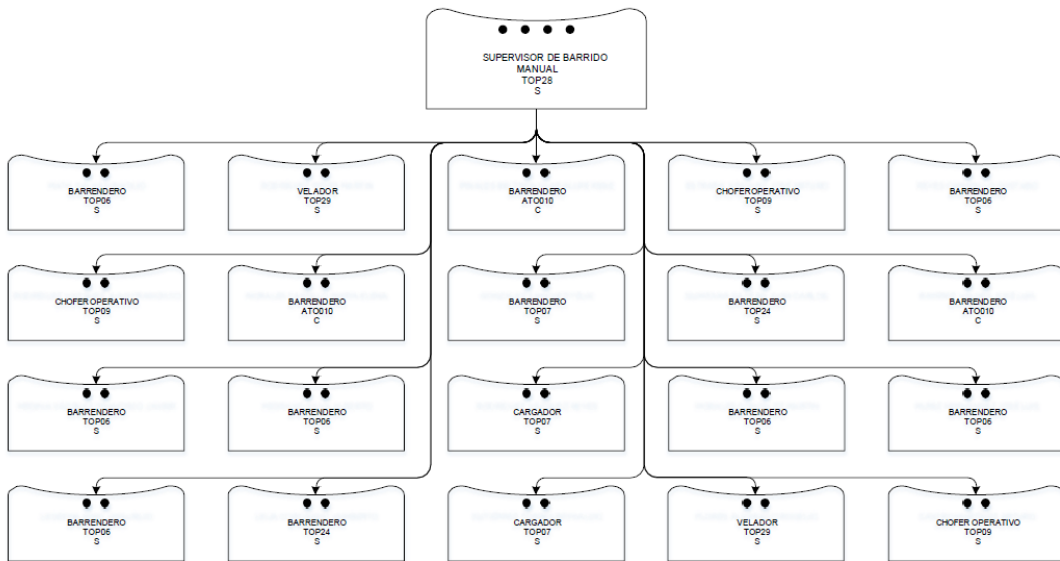 SUPERVISOR DE BARRIDO
MANUAL
TOP28
S
BARRENDERO
TOP06
S
VELADOR
TOP29
S
BARRENDERO
ATO010
C
CHOFER OPERATIVO
TOP09
S
BARRENDERO
TOP06
S
CHOFER OPERATIVO
TOP09
S
BARRENDERO
ATO010
C
BARRENDERO
TOP07
S
BARRENDERO
TOP24
S
BARRENDERO
ATO010
C
BARRENDERO
TOP06
S
BARRENDERO
TOP06
S
CARGADOR
TOP07
S
BARRENDERO
TOP06
S
BARRENDERO
TOP06
S
BARRENDERO
TOP06
S
BARRENDERO
TOP24
S
CARGADOR
TOP07
S
VELADOR
TOP29
S
CHOFER OPERATIVO
TOP09
S